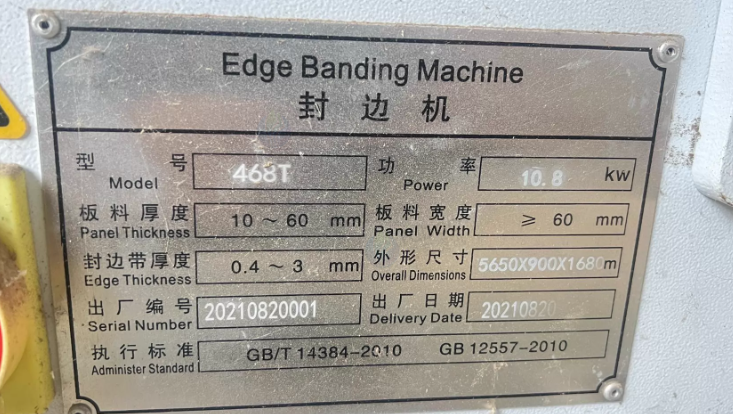 Edge Banding Machine
封边机
型号 468T 功率 10.8 kw
Model Power
板料厚度 10 ~ 60 mm 板料宽度 ≥ 60 mm
Panel Thickness Panel Width
封边带厚度 0.4 ~ 3 mm 外形尺寸 5650X900X1680m
Edge Thickness Overall Dimensions
出厂编号 20210820001 出厂日期 20210820
Serial Number Delivery Date
执行标准 GB/T 14384-2010 GB 12557-2010
Administer Standard